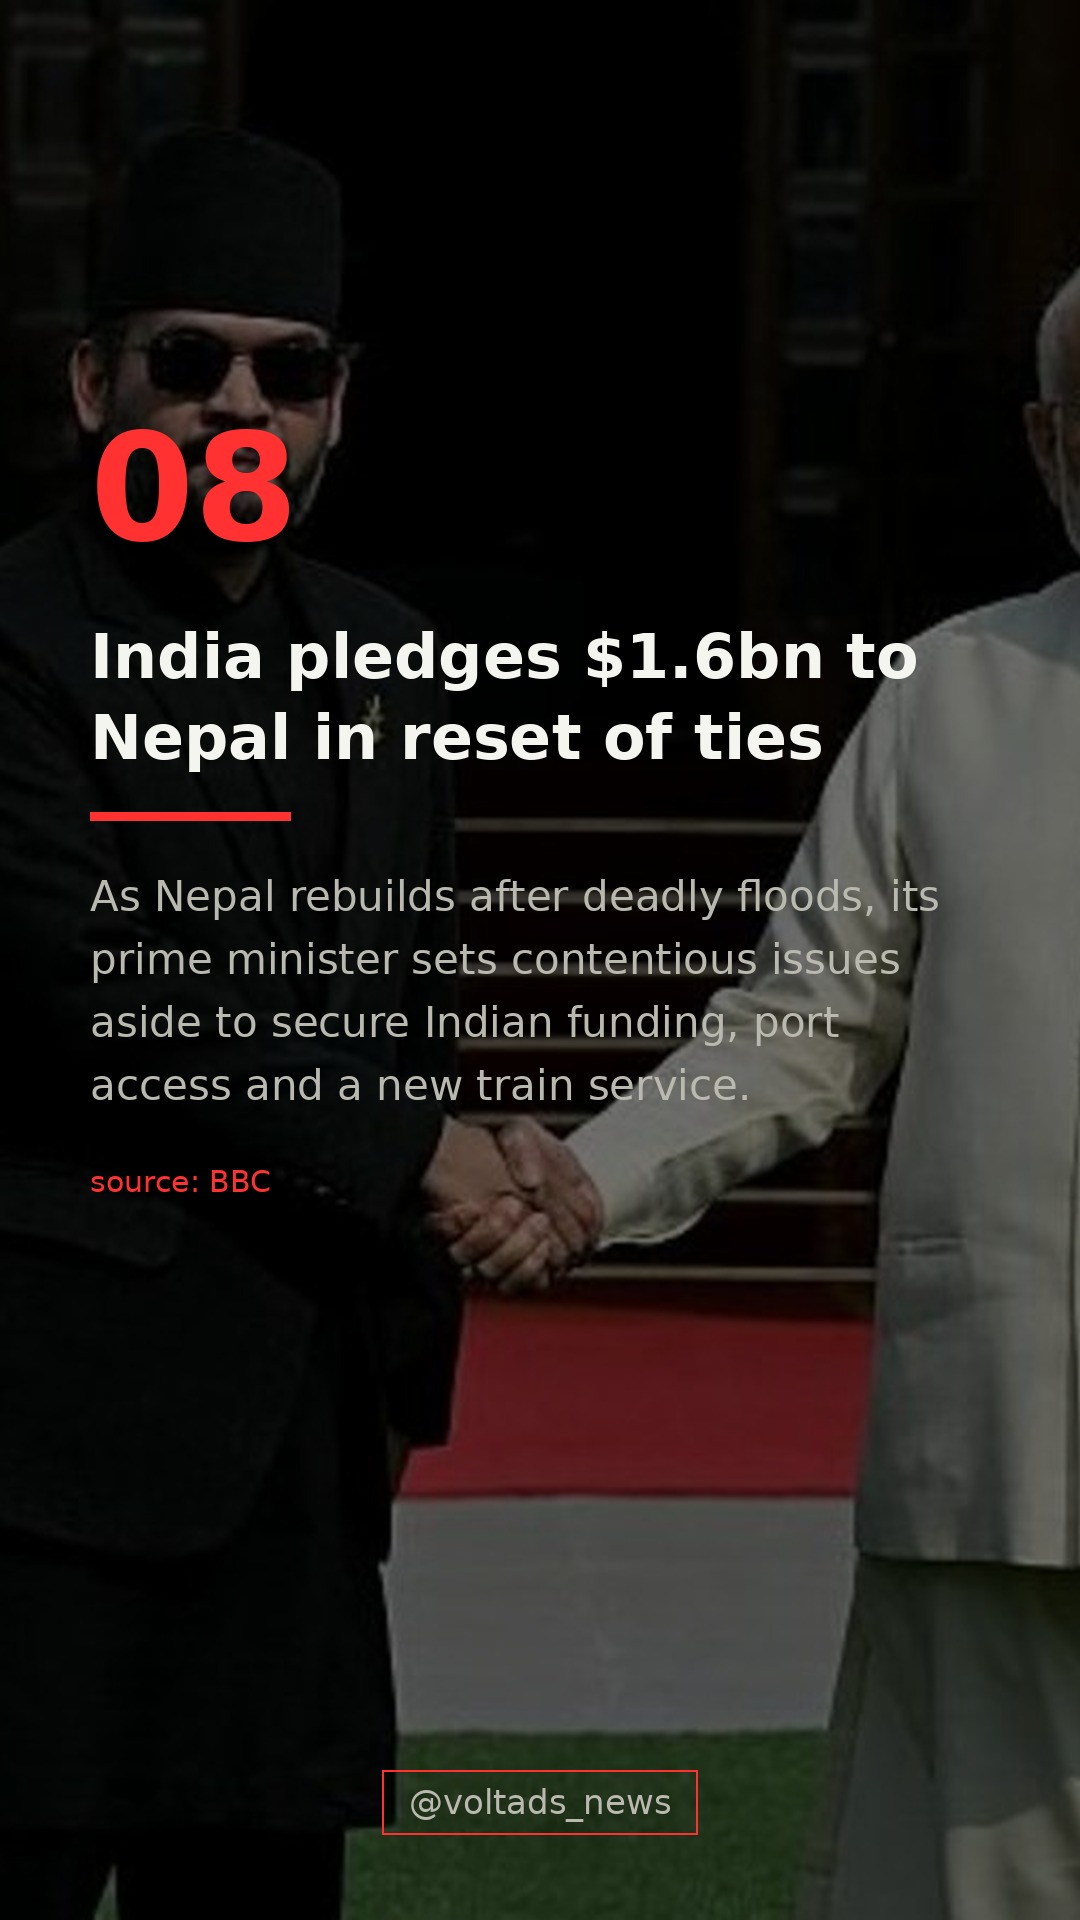 08
India pledges $1.6bn to
Nepal in reset of ties
As Nepal rebuilds after deadly floods, its
prime minister sets contentious issues
aside to secure Indian funding, port
access and a new train service.
source: BBC
@voltads_news